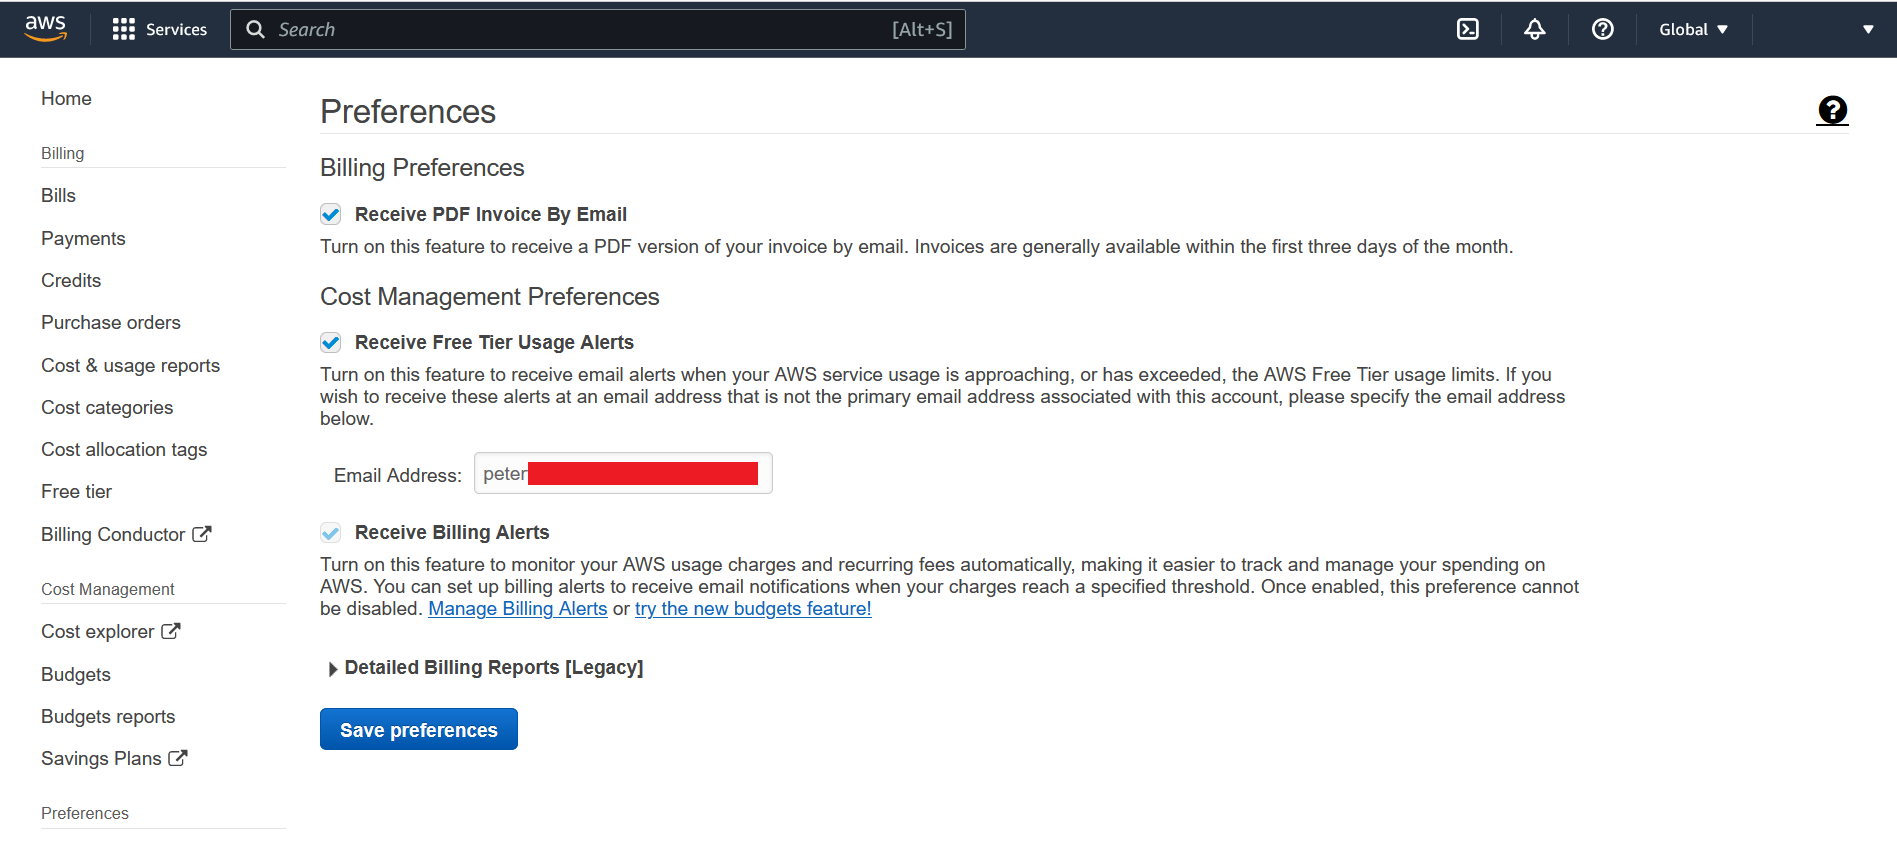 aws
Services
Search
[Alt+S]
Global
Home
Billing
Bills
Payments
Credits
Purchase orders
Cost & usage reports
Cost categories
Cost allocation tags
Free tier
Billing Conductor
Cost Management
Cost explorer
Budgets
Budgets reports
Savings Plans
Preferences
Preferences
Billing Preferences
Receive PDF Invoice By Email
Turn on this feature to receive a PDF version of your invoice by email. Invoices are generally available within the first three days of the month.
Cost Management Preferences
Receive Free Tier Usage Alerts
Turn on this feature to receive email alerts when your AWS service usage is approaching, or has exceeded, the AWS Free Tier usage limits. If you
wish to receive these alerts at an email address that is not the primary email address associated with this account, please specify the email address
below.
Email Address: peter
Receive Billing Alerts
Turn on this feature to monitor your AWS usage charges and recurring fees automatically, making it easier to track and manage your spending on
AWS. You can set up billing alerts to receive email notifications when your charges reach a specified threshold. Once enabled, this preference cannot
be disabled. Manage Billing Alerts or try the new budgets feature!
Detailed Billing Reports [Legacy]
Save preferences